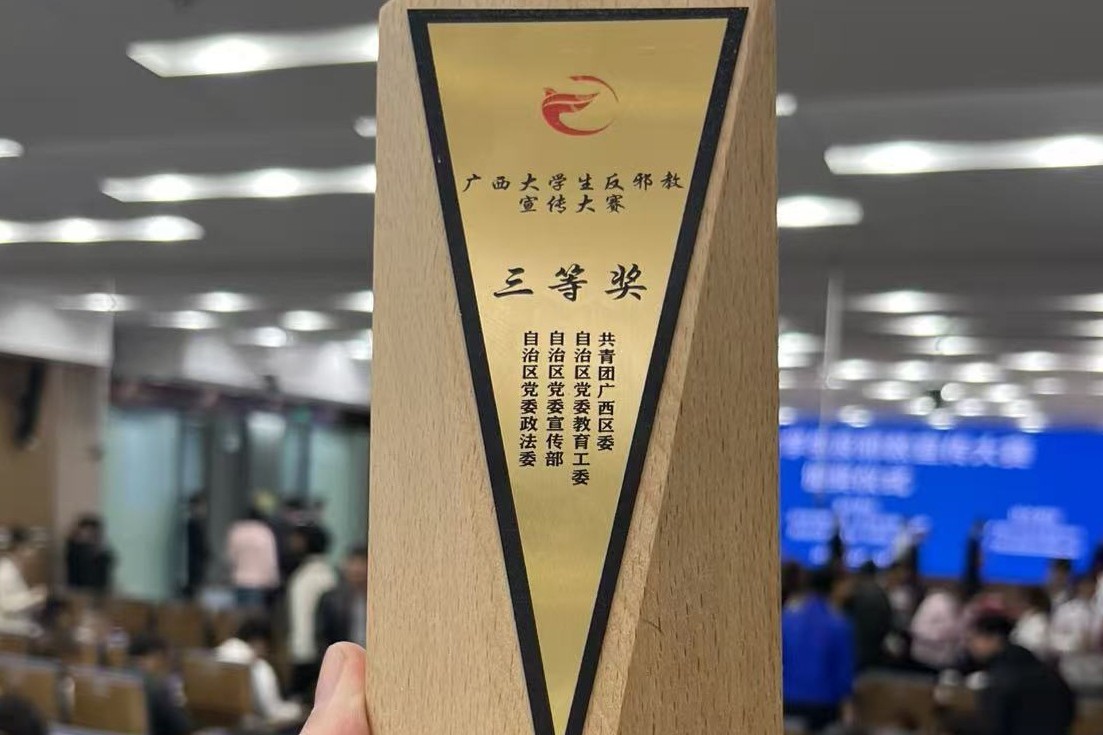 广西大学生反邪教
宣传大赛
三等奖
自治区党委政法委
自治区党委宣传部
自治区党委教育工委
共青团广西区委